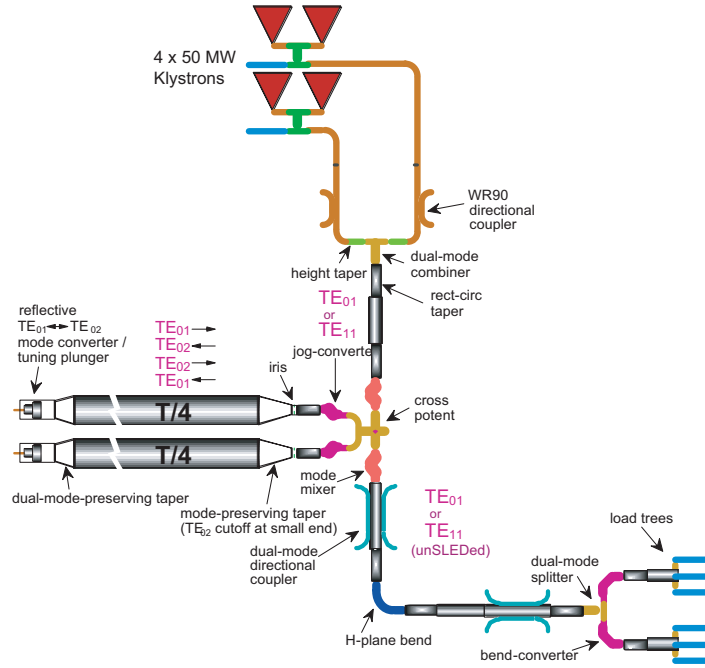 4 x 50 MW
Klystrons
WR90
directional
coupler
height taper
dual-mode
combiner
rect-circ
taper
TE01
or
TE11
reflective
TE01 TE02
mode converter /
tuning plunger
TE01
TE02
TE02
TE01
jog-converte
iris
T/4
cross
potent
T/4
mode
mixer
dual-mode-preserving taper
mode-preserving taper
(TE02 cutoff at small end)
dual-mode
directional
coupler
TE01
or
TE11
(unSLEDed)
load trees
dual-mode
splitter
H-plane bend
bend-converter